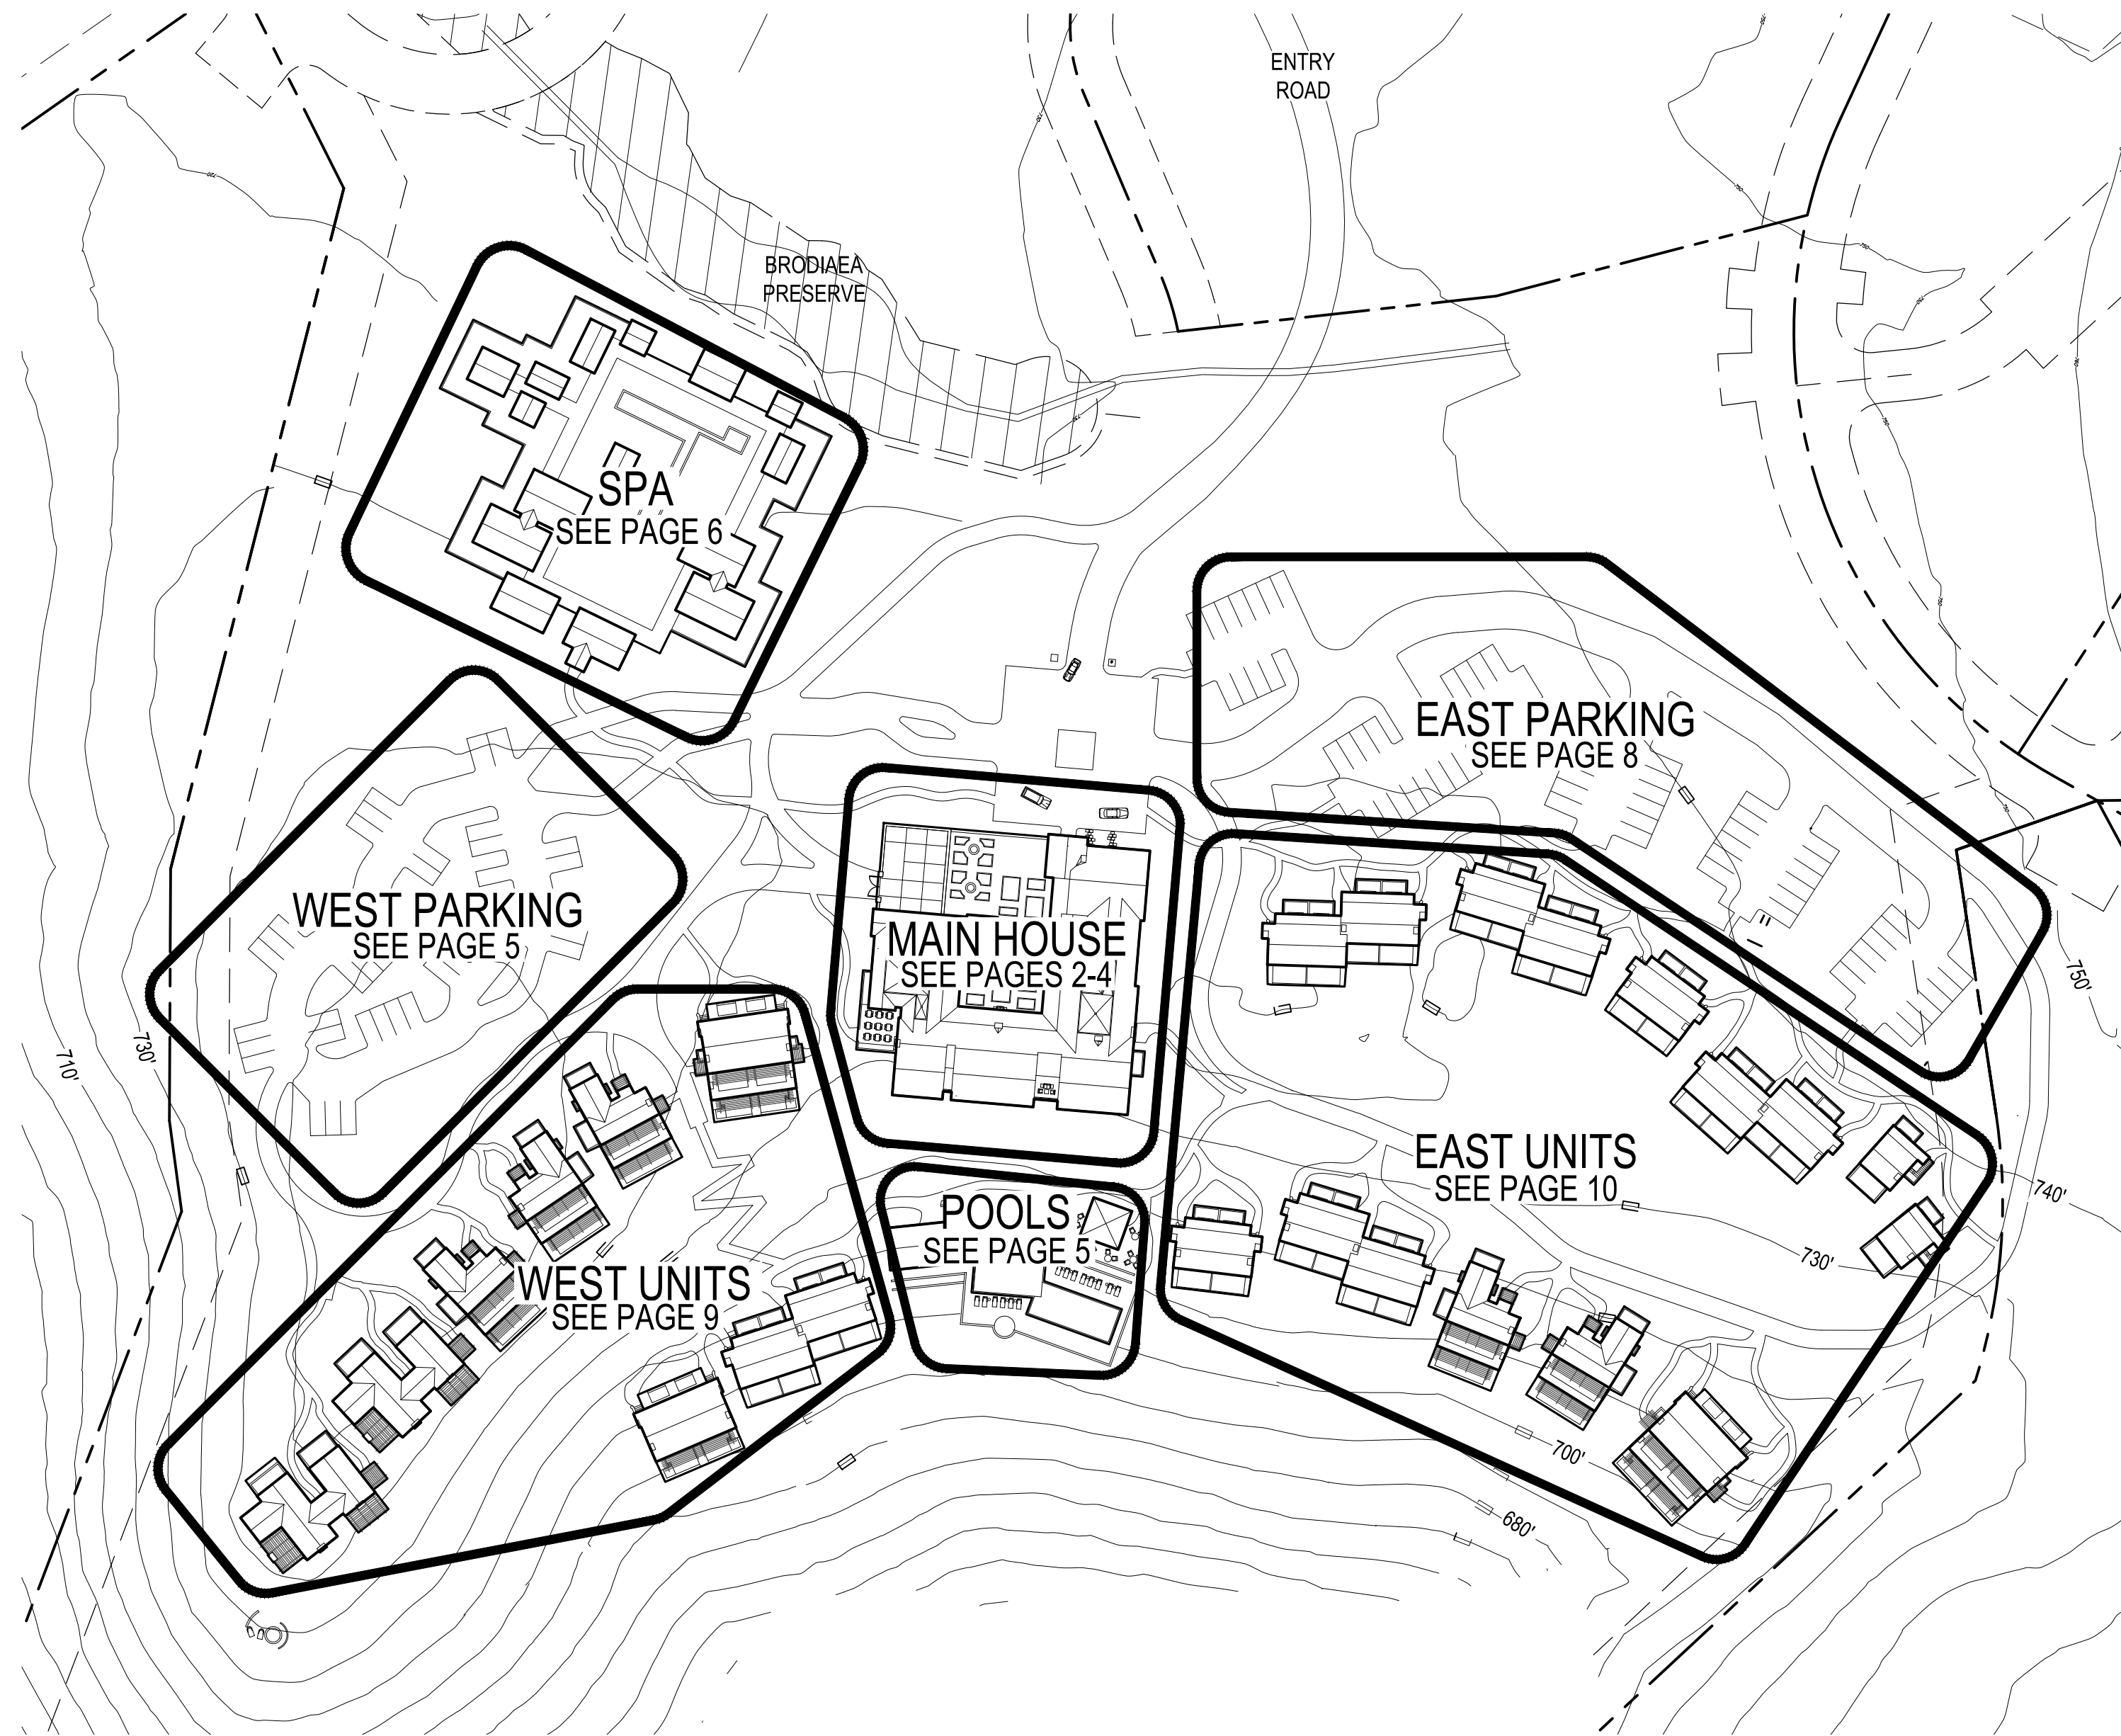 ENTRY
ROAD
BRODIAEA
PRESERVE
SPA
SEE PAGE 6
EAST PARKING
SEE PAGE 8
WEST PARKING
SEE PAGE 5
MAIN HOUSE
SEE PAGES 2-4
750'
730'
710'
EAST UNITS
SEE PAGE 10
740'
POOLS
SEE PAGE 5
730'
WEST UNITS
SEE PAGE 9
700'
680'